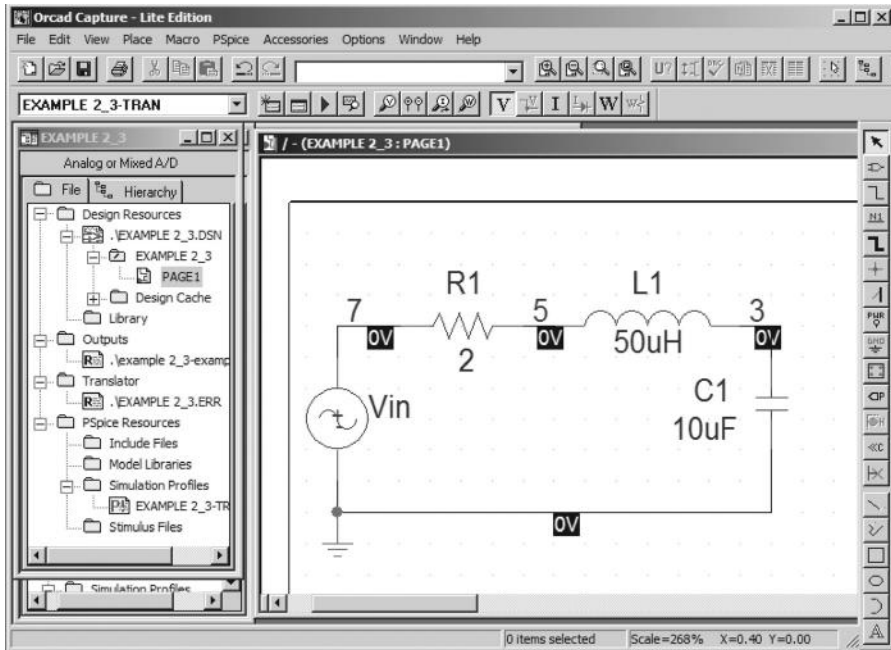 Orcad Capture - Lite Edition
File Edit View Place Macro PSpice Accessories Options Window Help
U?
EXAMPLE 2_3-TRAN
V I W
EXAMPLE 2_3
Analog or Mixed A/D
File Hierarchy
Design Resources
.\EXAMPLE 2_3.DSN
EXAMPLE 2_3
PAGE1
Design Cache
Library
Outputs
.\example 2_3-examp
Translator
.\EXAMPLE 2_3.ERR
PSpice Resources
Include Files
Model Libraries
Simulation Profiles
EXAMPLE 2_3-TR
Stimulus Files
Simulation Profiles
/ - (EXAMPLE 2_3 : PAGE1)
R1 L1
7 5 3
0V 0V 0V
2 50uH
Vin
C1
10uF
0V
N1
PWR
GND
0 items selected Scale=268% X=0.40 Y=0.00